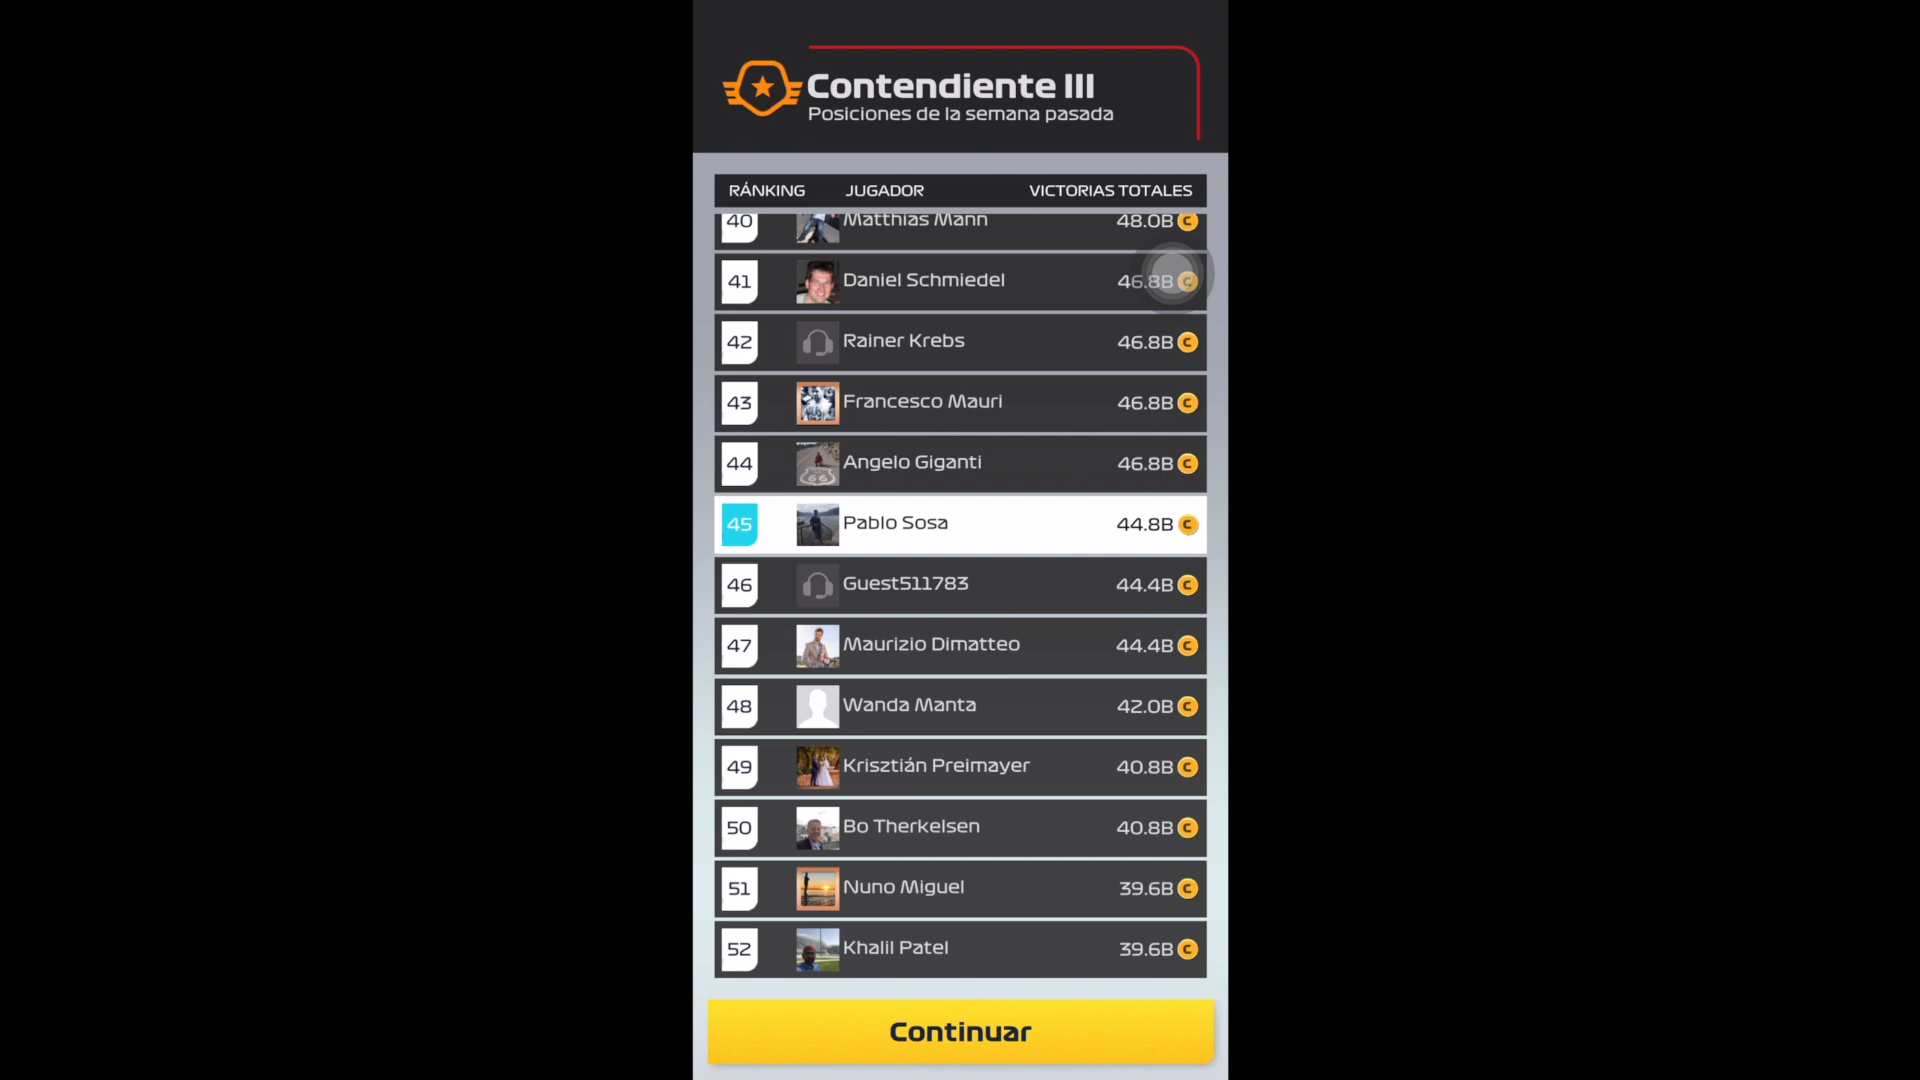 Contendiente III
Posiciones de la semana pasada
RÁNKING JUGADOR VICTORIAS TOTALES
40 Matthias Mann 48.0B
41 Daniel Schmiedel 46.8B
42 Rainer Krebs 46.8B
43 Francesco Mauri 46.8B
44 Angelo Giganti 46.8B
45 Pablo Sosa 44.8B
46 Guest511783 44.4B
47 Maurizio Dimatteo 44.4B
48 Wanda Manta 42.0B
49 Krisztián Preimayer 40.8B
50 Bo Therkelsen 40.8B
51 Nuno Miguel 39.6B
52 Khalil Patel 39.6B
Continuar